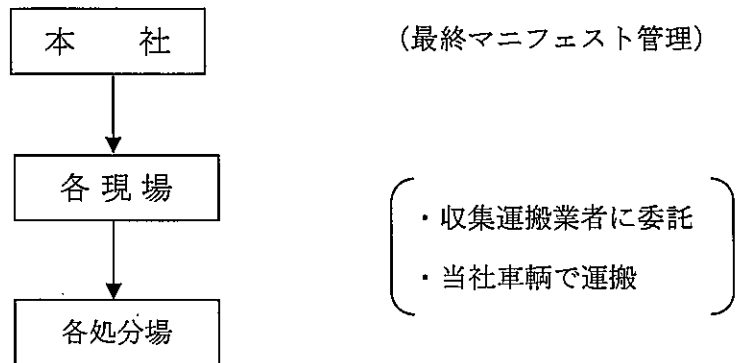 本　　社
（最終マニフェスト管理）
各現場
・収集運搬業者に委託
・当社車輌で運搬
各処分場